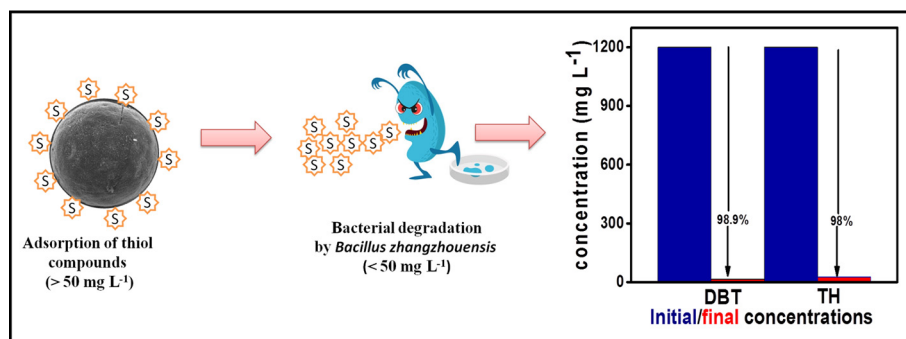 S
S
S
S
S
S
S
S
S
S
Adsorption of thiol
compounds
(> 50 mg L⁻¹)
S
S
S
S
S
S
S
S
S
Bacterial degradation
by Bacillus zhangzhouensis
(< 50 mg L⁻¹)
concentration (mg L⁻¹)
1200
900
600
300
0
98.9%
98%
DBT
TH
Initial/final concentrations